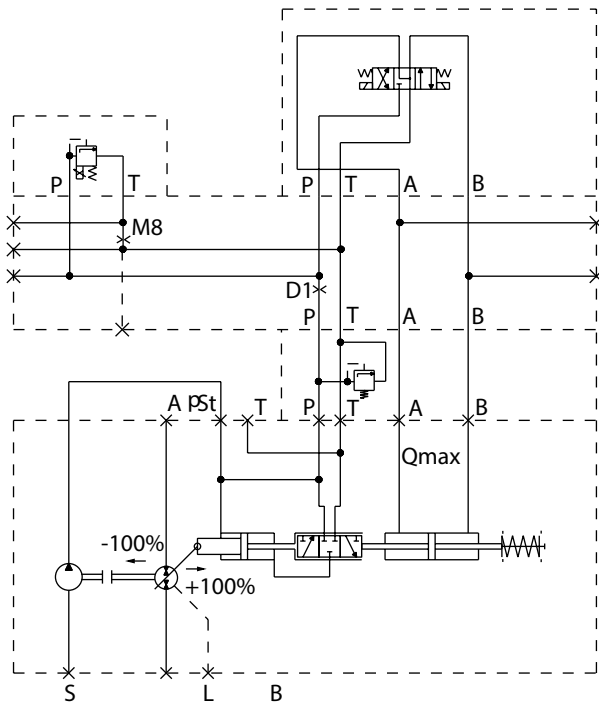 P T P T A B
M8
D1
P T A B
A pSt T P T A B
Qmax
-100%
+100%
S L B